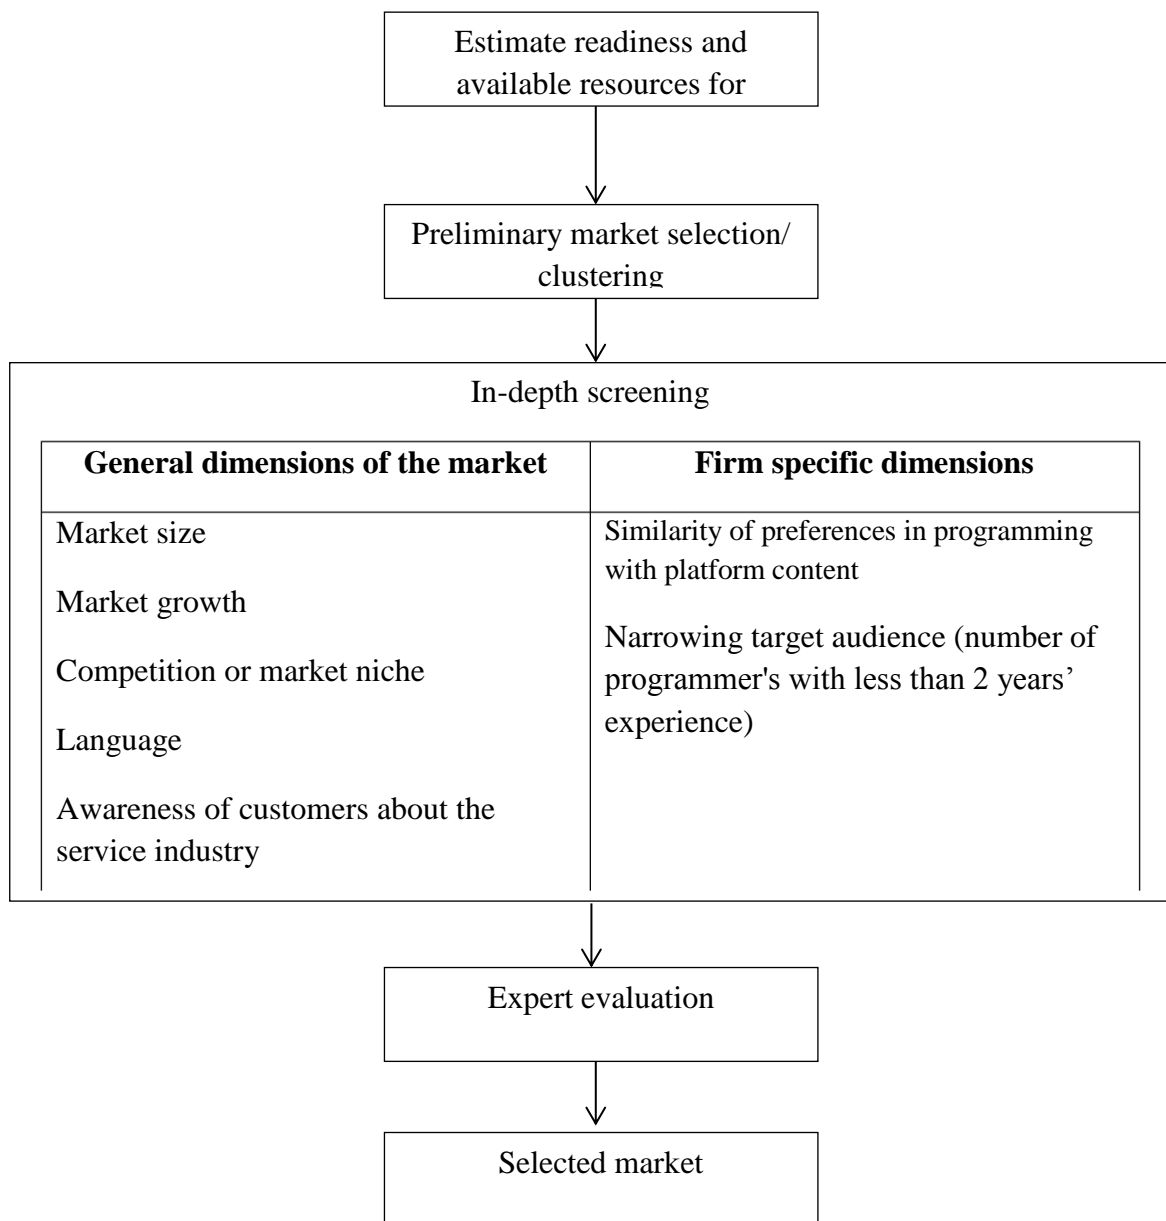 Estimate readiness and
available resources for
Preliminary market selection/
clustering
In-depth screening
General dimensions of the market
Firm specific dimensions
Market size
Market growth
Competition or market niche
Language
Awareness of customers about the
service industry
Similarity of preferences in programming
with platform content
Narrowing target audience (number of
programmer's with less than 2 years’
experience)
Expert evaluation
Selected market